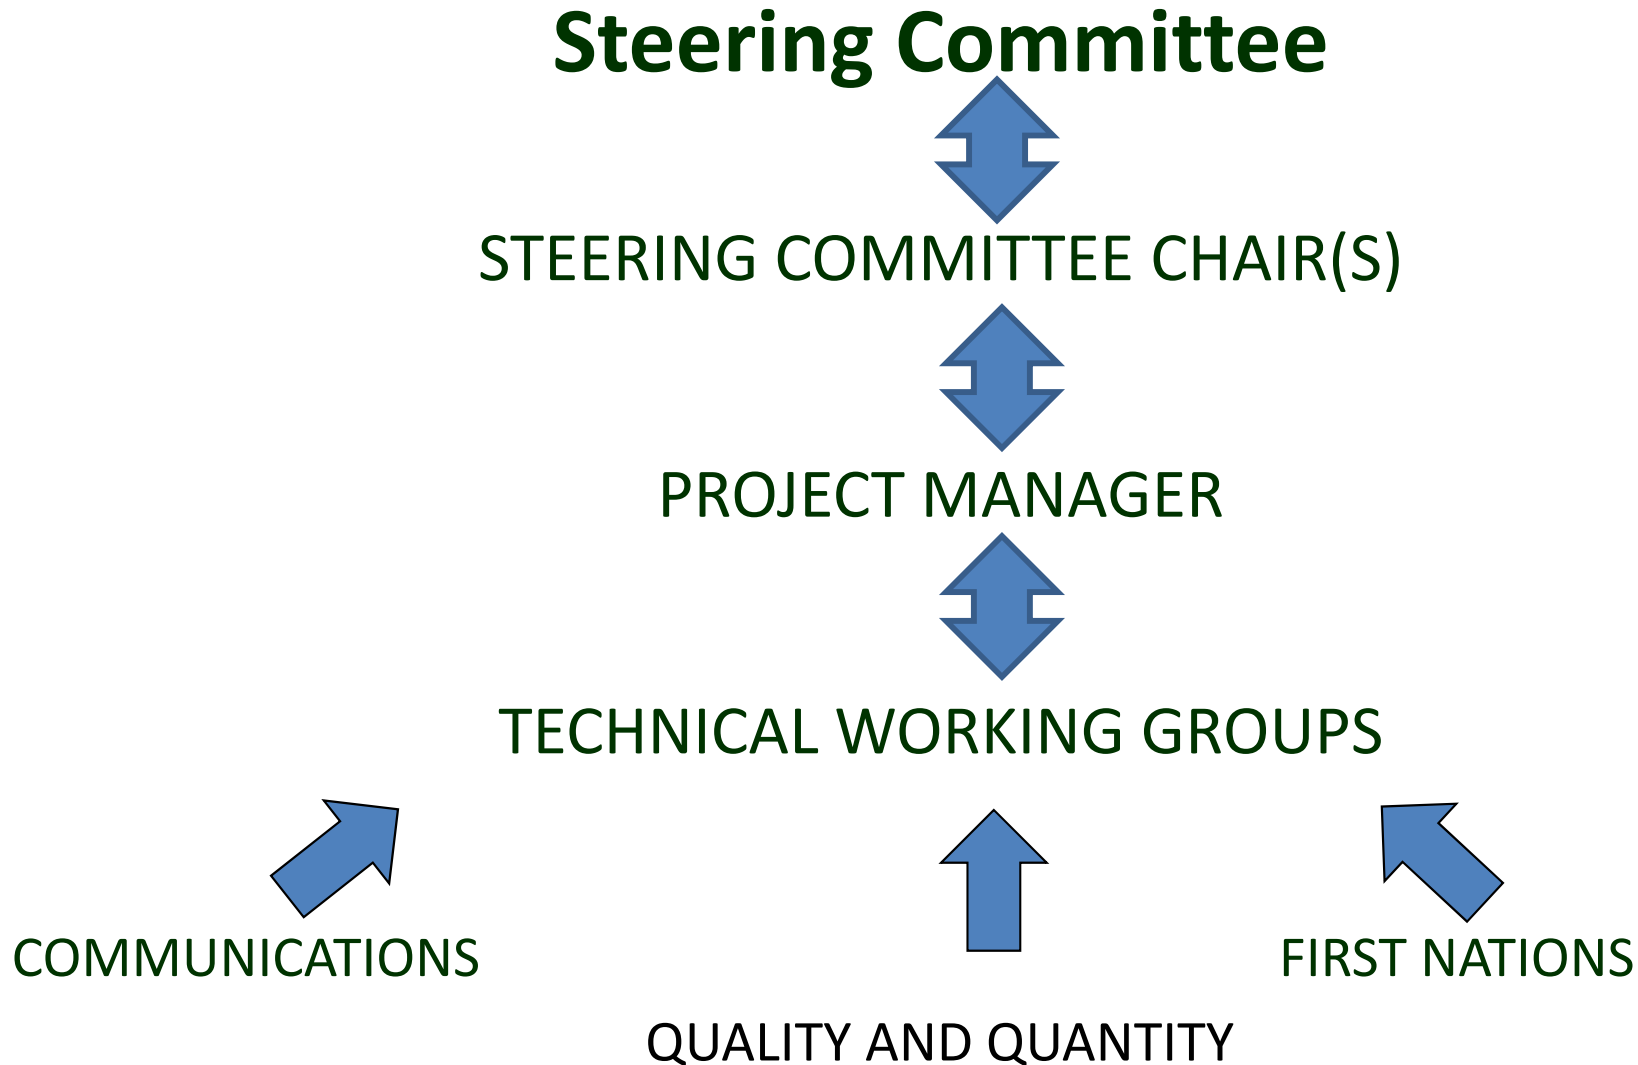 Steering Committee
STEERING COMMITTEE CHAIR(S)
PROJECT MANAGER
TECHNICAL WORKING GROUPS
COMMUNICATIONS
FIRST NATIONS
QUALITY AND QUANTITY